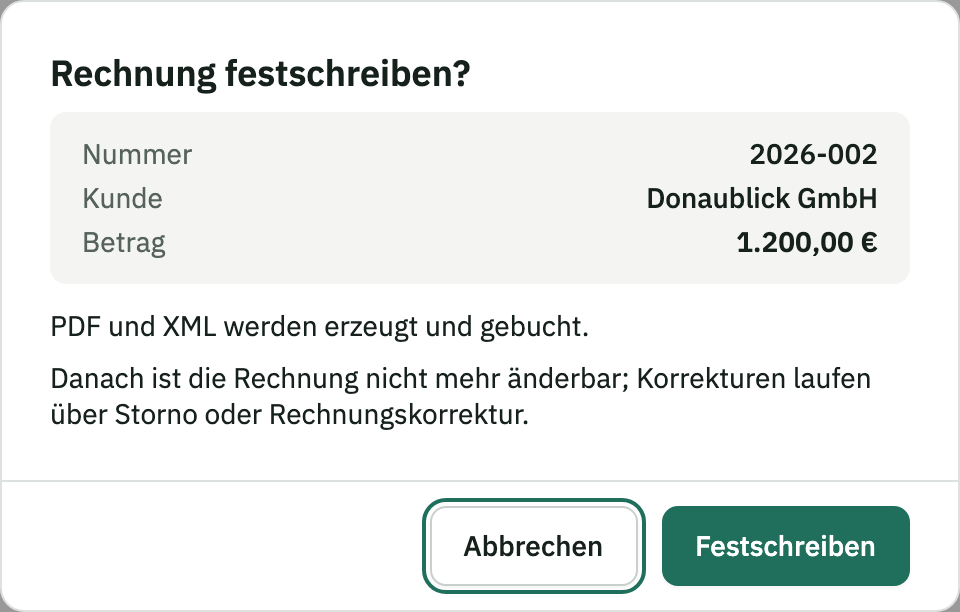 Rechnung festschreiben?
Nummer 2026-002
Kunde Donaublick GmbH
Betrag 1.200,00 €
PDF und XML werden erzeugt und gebucht.
Danach ist die Rechnung nicht mehr änderbar; Korrekturen laufen
über Storno oder Rechnungskorrektur.
Abbrechen Festschreiben